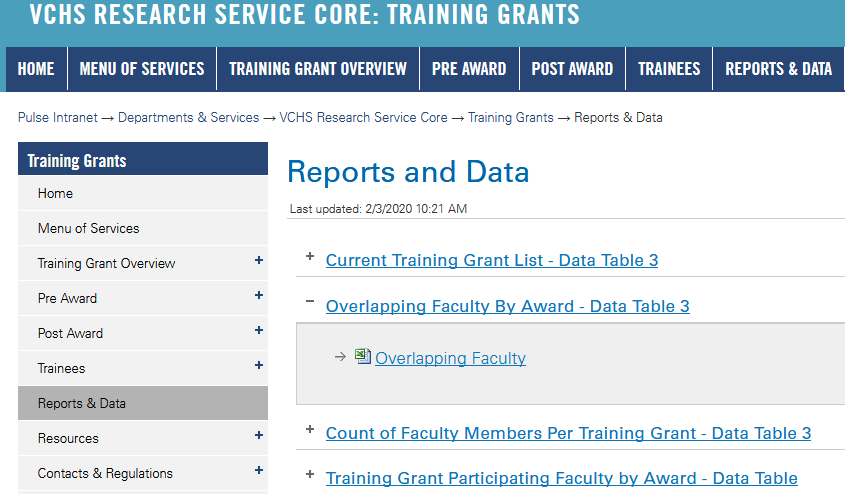 VCHS RESEARCH SERVICE CORE: TRAINING GRANTS
HOME MENU OF SERVICES TRAINING GRANT OVERVIEW PRE AWARD POST AWARD TRAINEES REPORTS & DATA
Pulse Intranet → Departments & Services → VCHS Research Service Core → Training Grants → Reports & Data
Training Grants
Home
Menu of Services
Training Grant Overview +
Pre Award +
Post Award +
Trainees +
Reports & Data
Resources +
Contacts & Regulations +
Reports and Data
Last updated: 2/3/2020 10:21 AM
+ Current Training Grant List - Data Table 3
− Overlapping Faculty By Award - Data Table 3
→ Overlapping Faculty
+ Count of Faculty Members Per Training Grant - Data Table 3
+ Training Grant Participating Faculty by Award - Data Table